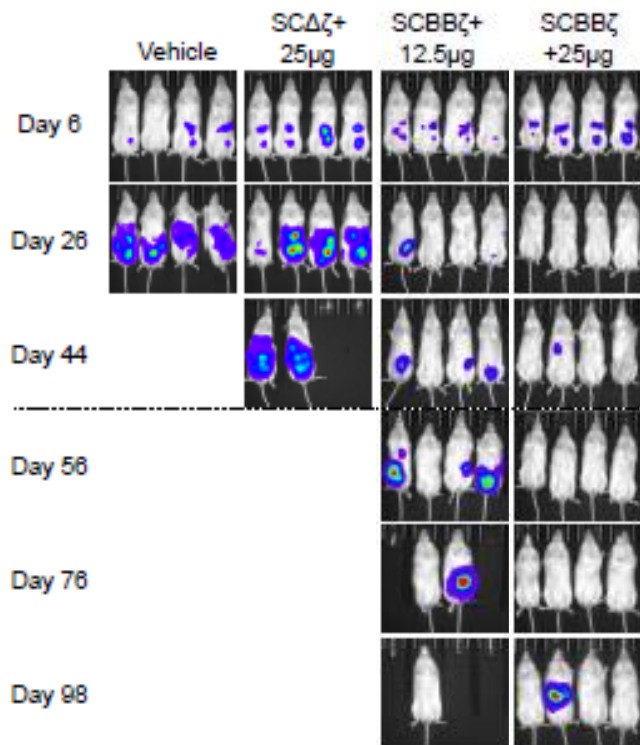 Vehicle
SCΔζ+
25μg
SCBBζ+
12.5μg
SCBBζ
+25μg
Day 6
Day 26
Day 44
Day 56
Day 76
Day 98